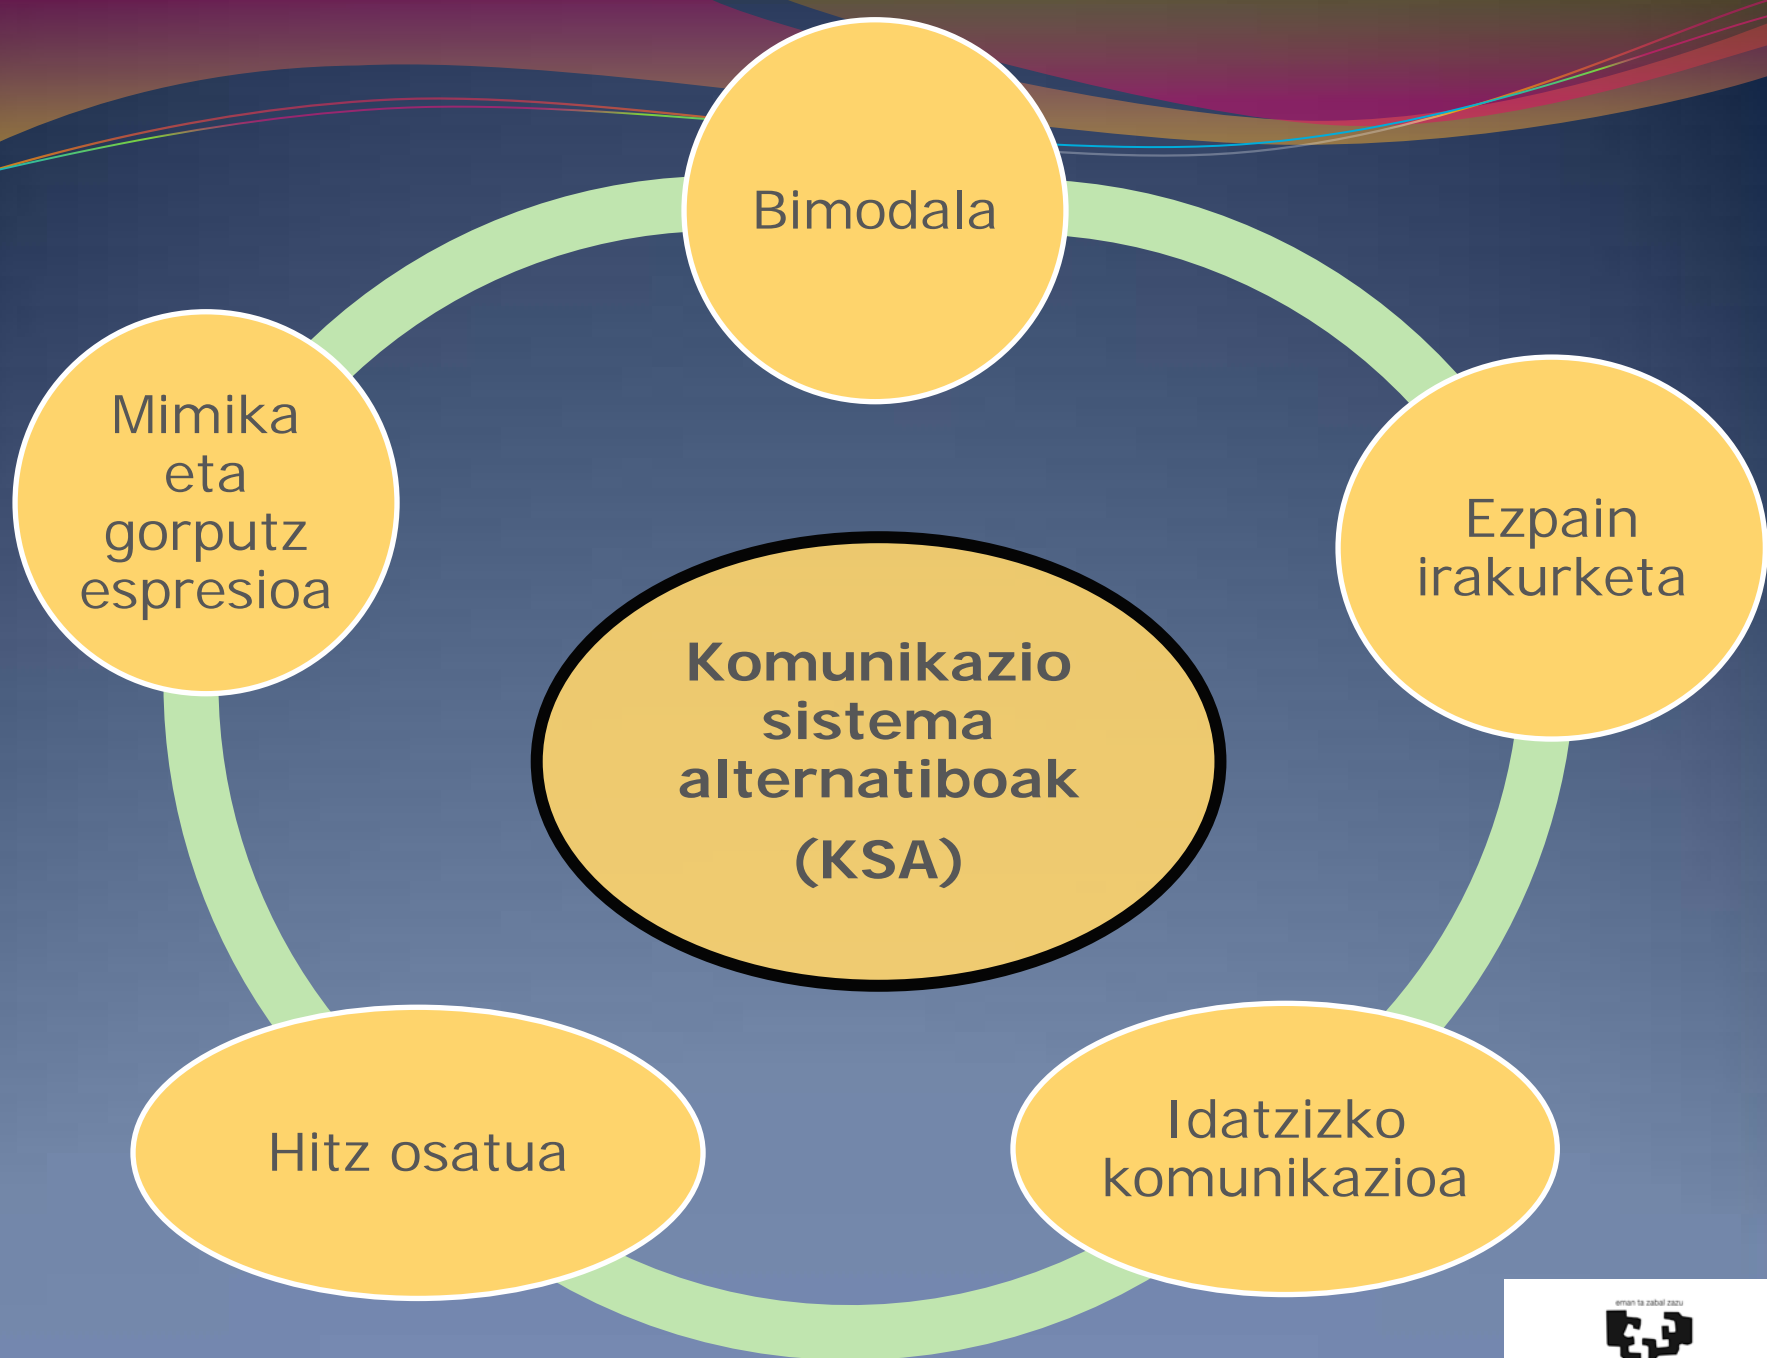 Bimodala
Mimika
eta
gorputz
espresioa
Ezpain
irakurketa
Komunikazio
sistema
alternatiboak
(KSA)
Hitz osatua
Idatzizko
komunikazioa
eman ta zabal zazu